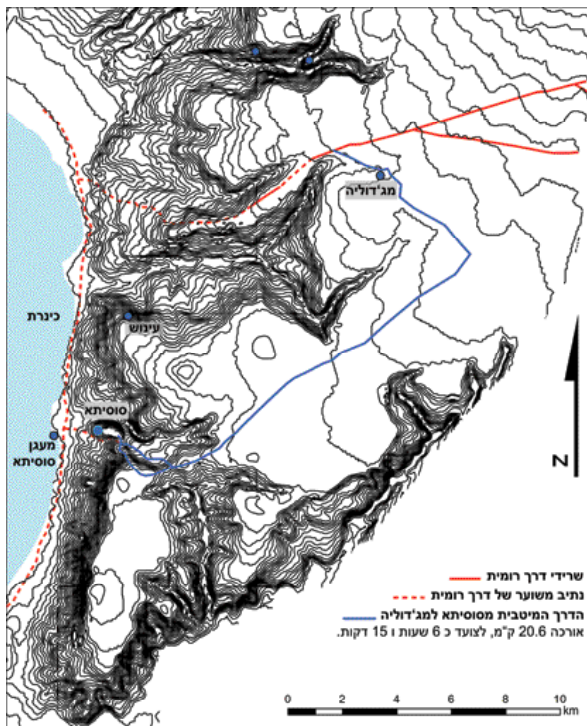 מג'דוליה
כינרת
עינוש
סוסיתא
מעגן
סוסיתא
N
שרידי דרך רומית
נתיב משוער של דרך רומית
הדרך המיטבית מסוסיתא למג'דוליה
אורכה 20.6 ק"מ, לצועד כ 6 שעות ו 15 דקות.
0 2 4 6 8 10
km